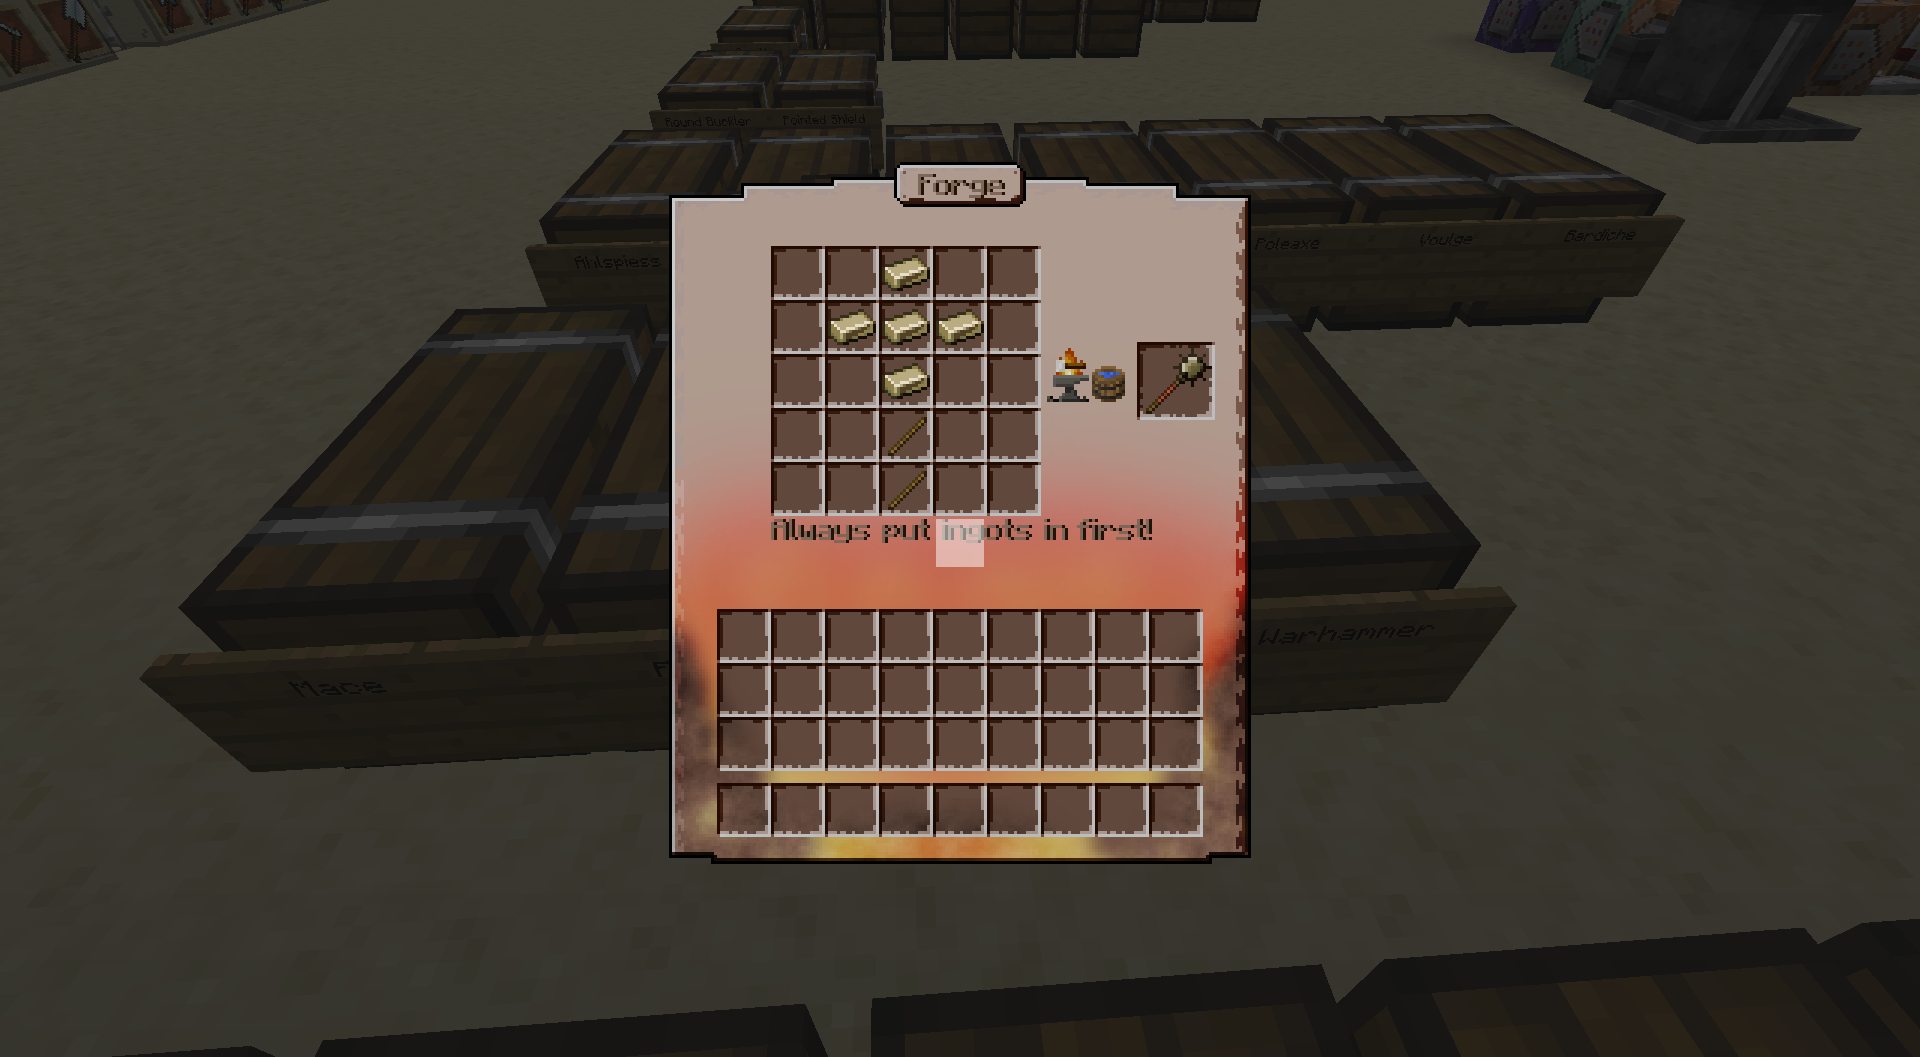 Round Buckler
Pointed Shield
Forge
Ahlspiess
Poleaxe
Voulge
Bardiche
Always put ingots in first!
Mace
Warhammer